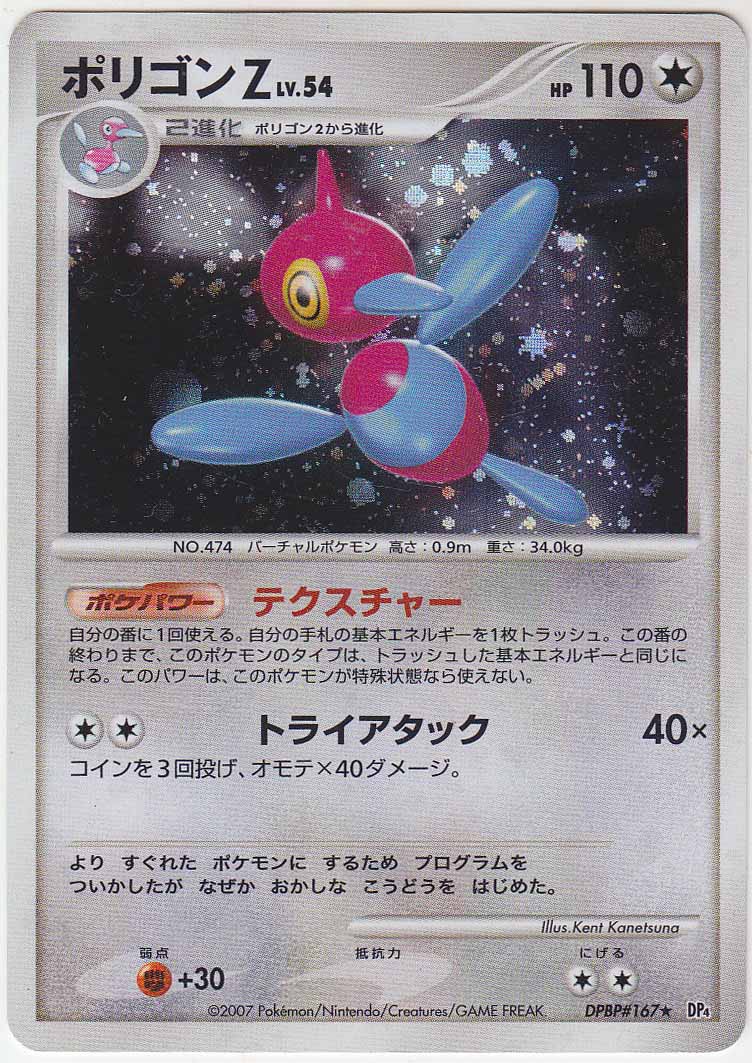 ポリゴンZ LV.54 HP 110
2進化 ポリゴン2から進化
NO.474 バーチャルポケモン 高さ:0.9m 重さ:34.0kg
ポケパワー テクスチャー
自分の番に1回使える。自分の手札の基本エネルギーを1枚トラッシュ。この番の
終わりまで、このポケモンのタイプは、トラッシュした基本エネルギーと同じに
なる。このパワーは、このポケモンが特殊状態なら使えない。
トライアタック 40×
コインを3回投げ、オモテ×40ダメージ。
より すぐれた ポケモンに するため プログラムを
ついかしたが なぜか おかしな こうどうを はじめた。
Illus.Kent Kanetsuna
弱点 抵抗力 にげる
+30
©2007 Pokémon/Nintendo/Creatures/GAME FREAK. DPBP#167★ DP4